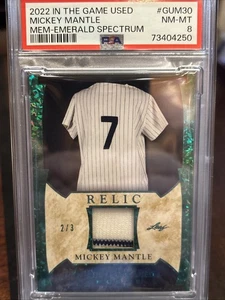 2022 IN THE GAME USED #GUM30
MICKEY MANTLE NM-MT
MEM-EMERALD SPECTRUM 8
PSA 73404250
7
RELIC
2/3
Leaf
MICKEY MANTLE